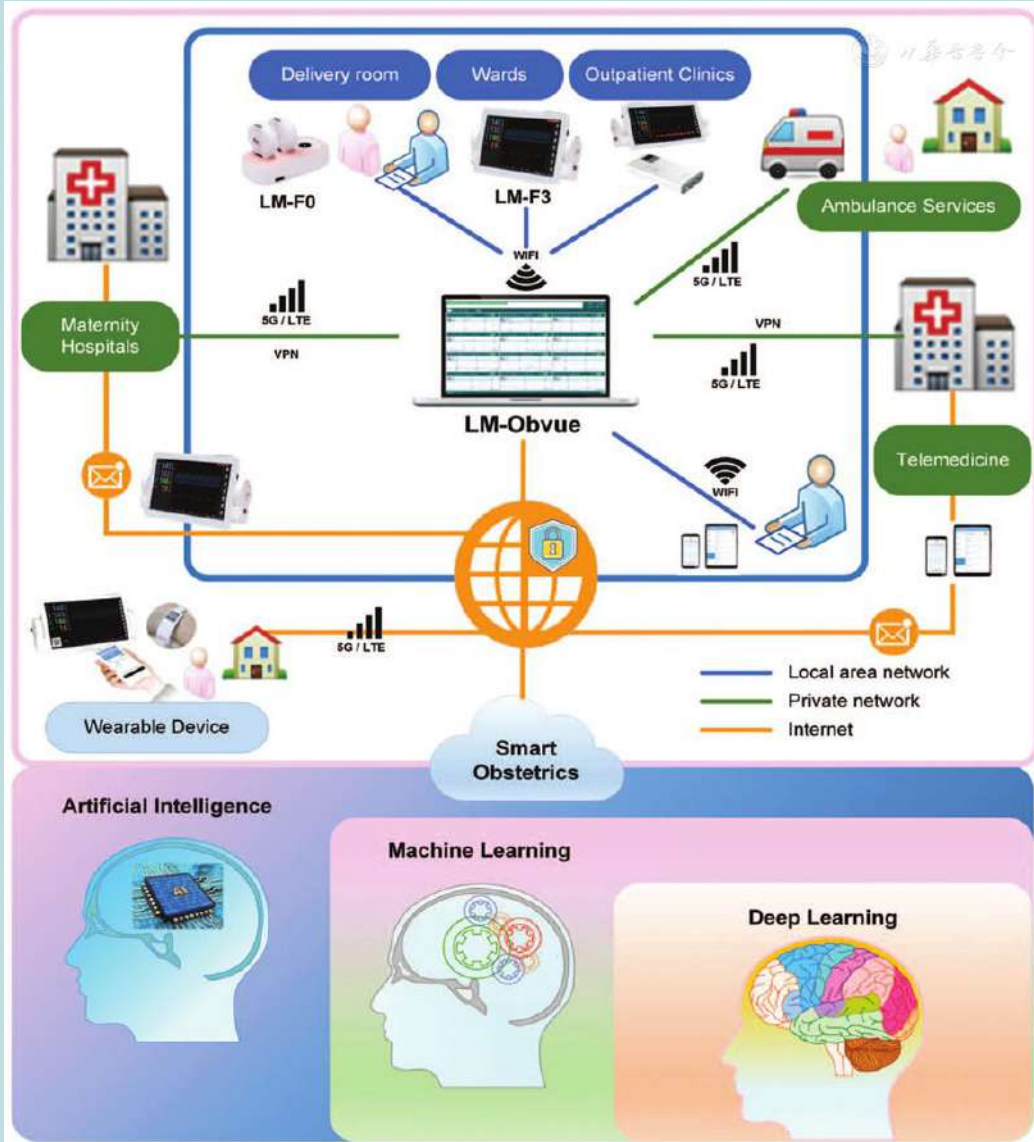 Delivery room
Wards
Outpatient Clinics
LM-F0
LM-F3
Ambulance Services
WIFI
5G / LTE
5G / LTE
Maternity
Hospitals
VPN
VPN
5G / LTE
LM-Obvue
Telemedicine
WIFI
5G / LTE
Local area network
Private network
Internet
Wearable Device
Smart
Obstetrics
Artificial Intelligence
AI
Machine Learning
Deep Learning